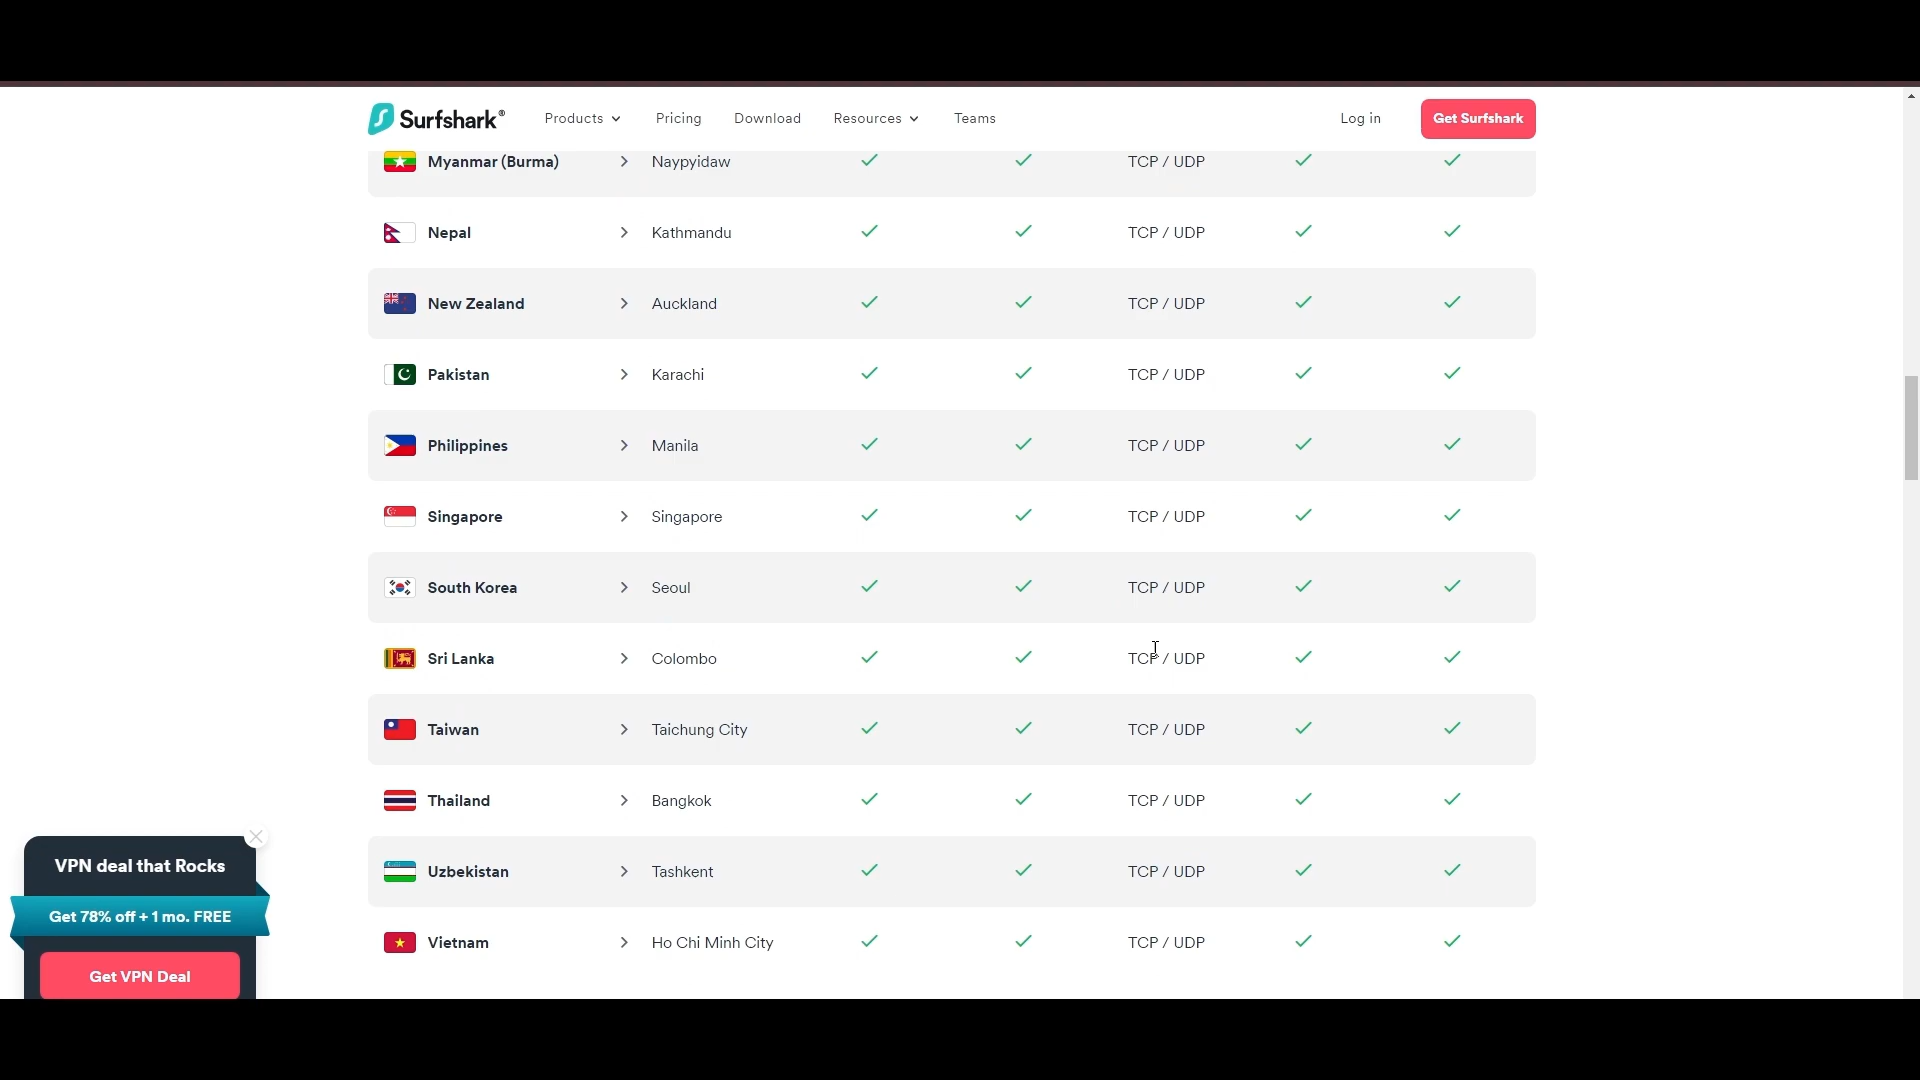 Surfshark®
Products Pricing Download Resources Teams Log in Get Surfshark
Myanmar (Burma) Naypyidaw TCP / UDP
Nepal Kathmandu TCP / UDP
New Zealand Auckland TCP / UDP
Pakistan Karachi TCP / UDP
Philippines Manila TCP / UDP
Singapore Singapore TCP / UDP
South Korea Seoul TCP / UDP
Sri Lanka Colombo TCP / UDP
Taiwan Taichung City TCP / UDP
Thailand Bangkok TCP / UDP
Uzbekistan Tashkent TCP / UDP
Vietnam Ho Chi Minh City TCP / UDP
VPN deal that Rocks
Get 78% off + 1 mo. FREE
Get VPN Deal